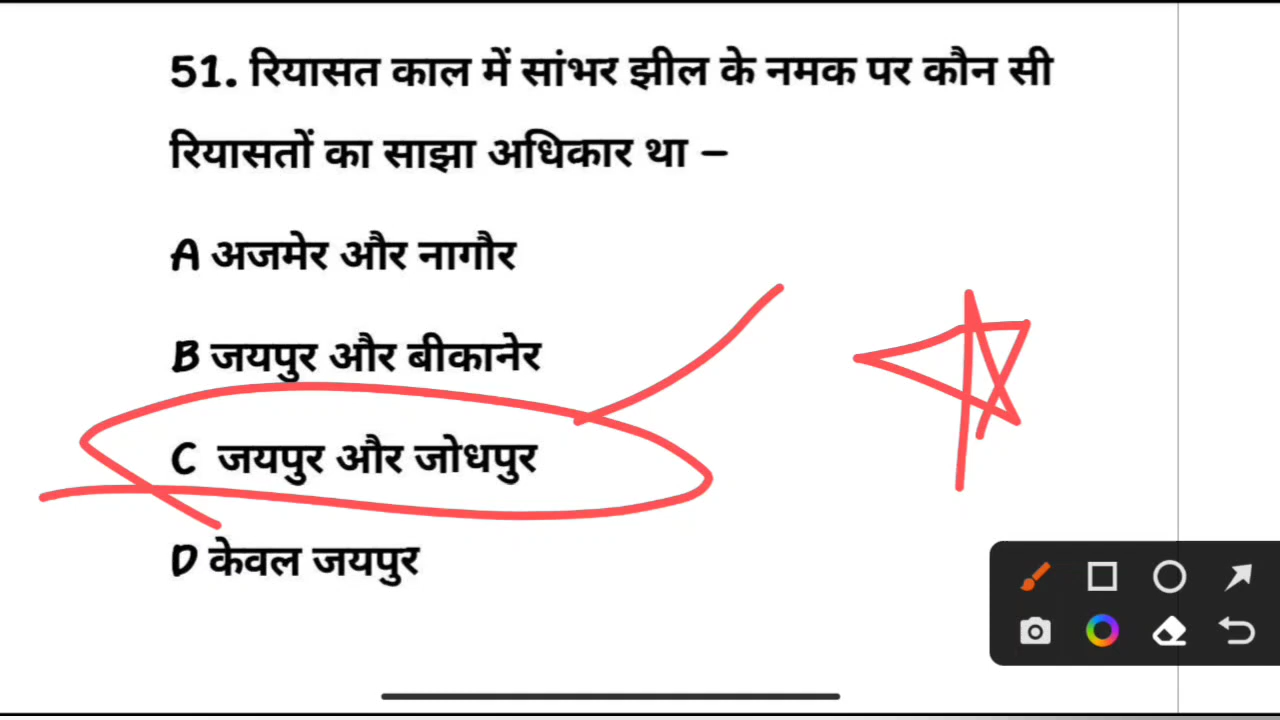 51. रियासत काल में सांभर झील के नमक पर कौन सी
रियासतों का साझा अधिकार था –
A अजमेर और नागौर
B जयपुर और बीकानेर
C जयपुर और जोधपुर
D केवल जयपुर